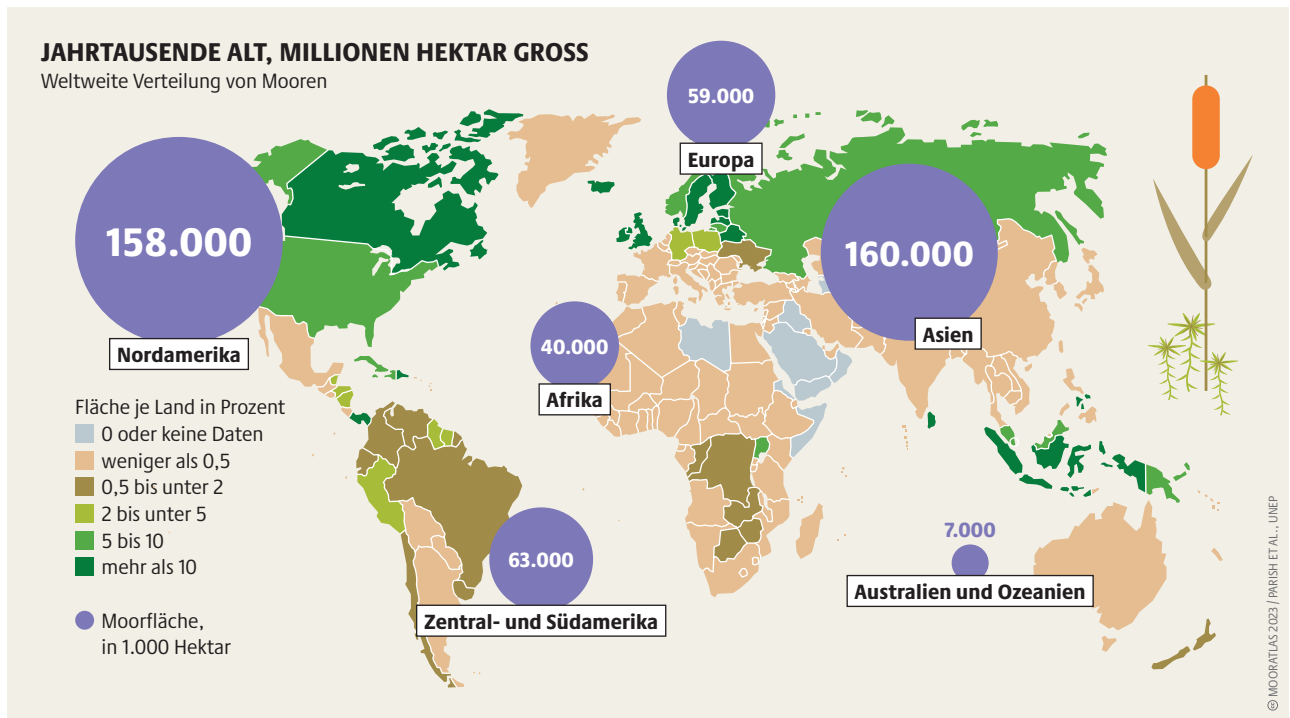 JAHRTAUSENDE ALT, MILLIONEN HEKTAR GROSS
Weltweite Verteilung von Mooren
59.000
Europa
158.000
Nordamerika
160.000
Asien
40.000
Afrika
Fläche je Land in Prozent
0 oder keine Daten
weniger als 0,5
0,5 bis unter 2
2 bis unter 5
5 bis 10
mehr als 10
Moorfläche,
in 1.000 Hektar
63.000
Zentral- und Südamerika
7.000
Australien und Ozeanien
cc MOORATLAS 2023 / PARISH ET AL., UNEP